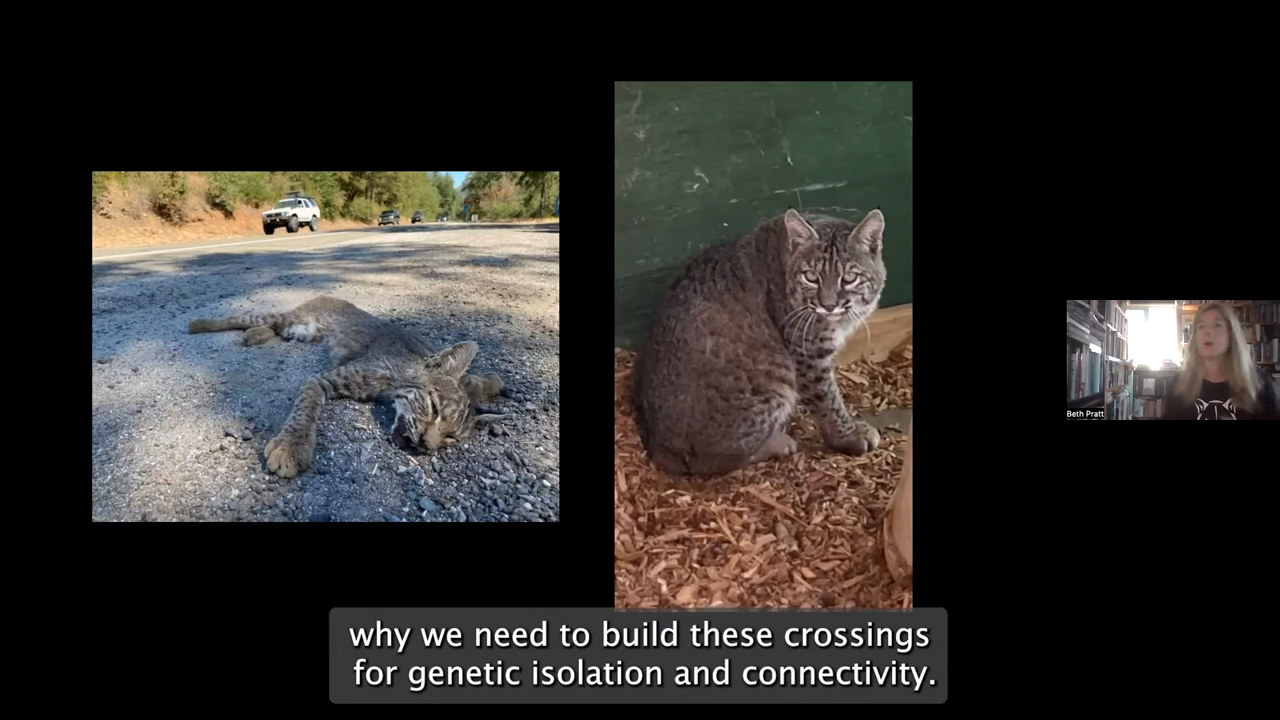 Beth Pratt
why we need to build these crossings
for genetic isolation and connectivity.